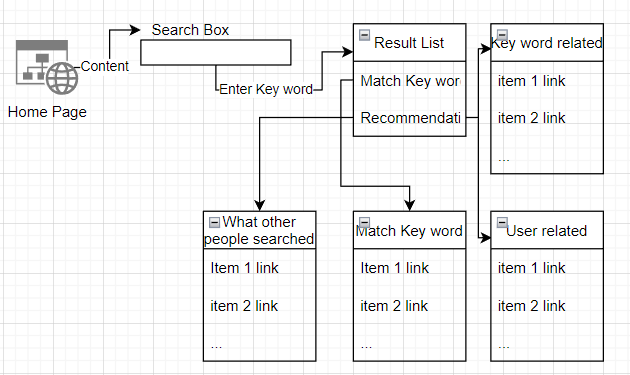 Search Box
Content
Home Page
Enter Key word
Result List
Match Key wor
Recommendati
Key word related
item 1 link
item 2 link
...
What other
people searched
Item 1 link
item 2 link
...
Match Key word
Item 1 link
item 2 link
...
User related
item 1 link
item 2 link
...